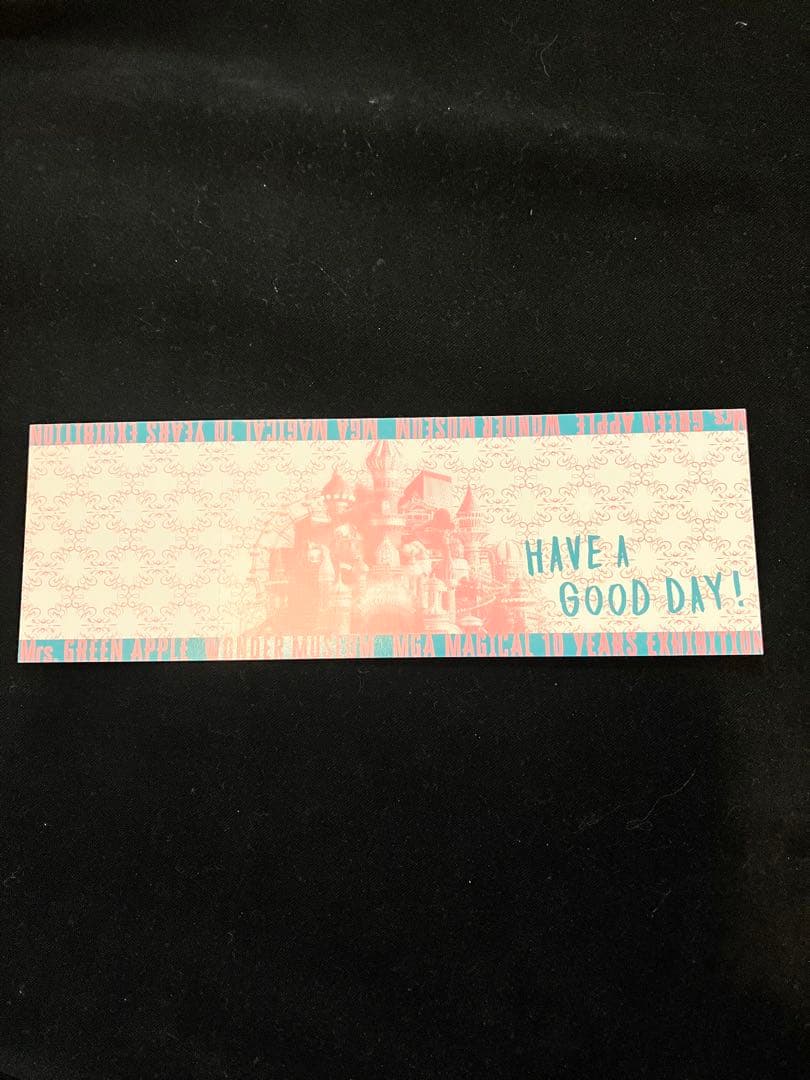 Mrs. GREEN APPLE WONDER MUSEUM MGA MAGICAL 10 YEARS EXHIBITION
HAVE A
GOOD DAY!
Mrs. GREEN APPLE WONDER MUSEUM MGA MAGICAL 10 YEARS EXHIBITION